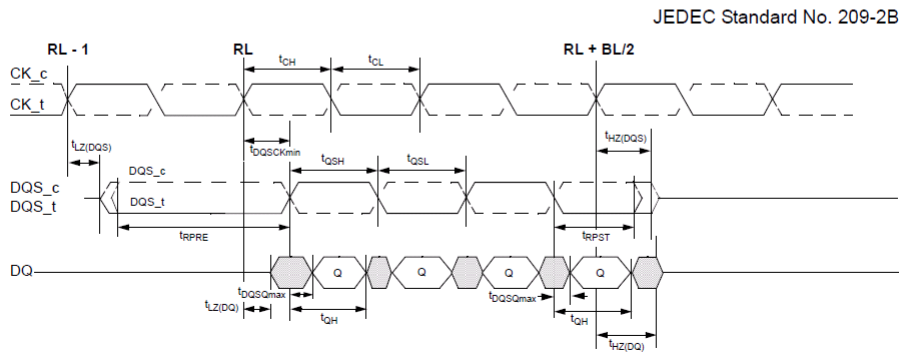 JEDEC Standard No. 209-2B
RL - 1 RL RL + BL/2
tCH tCL
CK_c
CK_t
tLZ(DQS) tDQSCKmin tHZ(DQS)
tQSH tQSL
DQS_c
DQS_c
DQS_t
DQS_t
tRPRE tRPST
DQ Q Q Q Q
tDQSQmax tDQSQmax
tLZ(DQ) tQH tQH
tHZ(DQ)